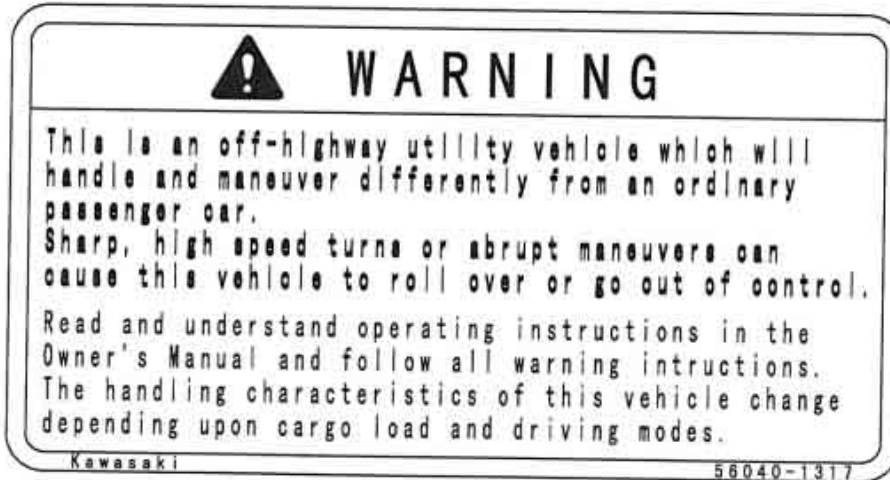 WARNING
This is an off-highway utility vehicle which will
handle and maneuver differently from an ordinary
passenger car.
Sharp, high speed turns or abrupt maneuvers can
cause this vehicle to roll over or go out of control.
Read and understand operating instructions in the
Owner's Manual and follow all warning intructions.
The handling characteristics of this vehicle change
depending upon cargo load and driving modes.
Kawasaki
56040-1317